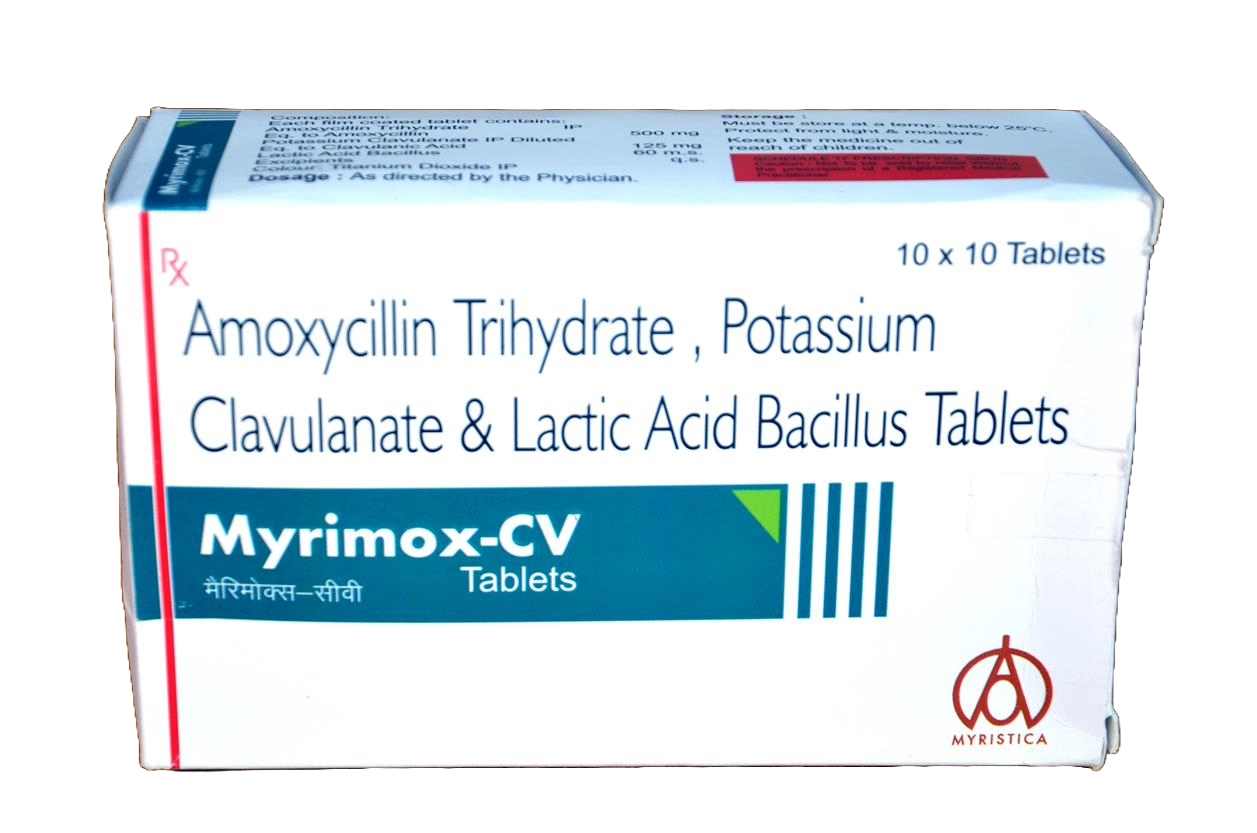 Composition:
Each film coated tablet contains:
Amoxycillin Trihydrate IP
Eq. to Amoxycillin 500 mg
Potassium Clavulanate IP Diluted
Eq. to Clavulanic Acid 125 mg
Lactic Acid Bacillus 60 m.s.
Excipients q.s.
Colour: Titanium Dioxide IP
Dosage : As directed by the Physician.
Storage :
Must be store at a temp. below 25°C.
Protect from light & moisture.
Keep the medicine out of
reach of children.
SCHEDULE H PRESCRIPTION DRUG
Caution Not to be sold by retail without
the prescription of a Registered Medical
Practitioner.
Myrimox-CV
Tablets
Rx
10 x 10 Tablets
Amoxycillin Trihydrate , Potassium
Clavulanate & Lactic Acid Bacillus Tablets
Myrimox-CV
Tablets
मैरिमोक्स–सीवी
MYRISTICA